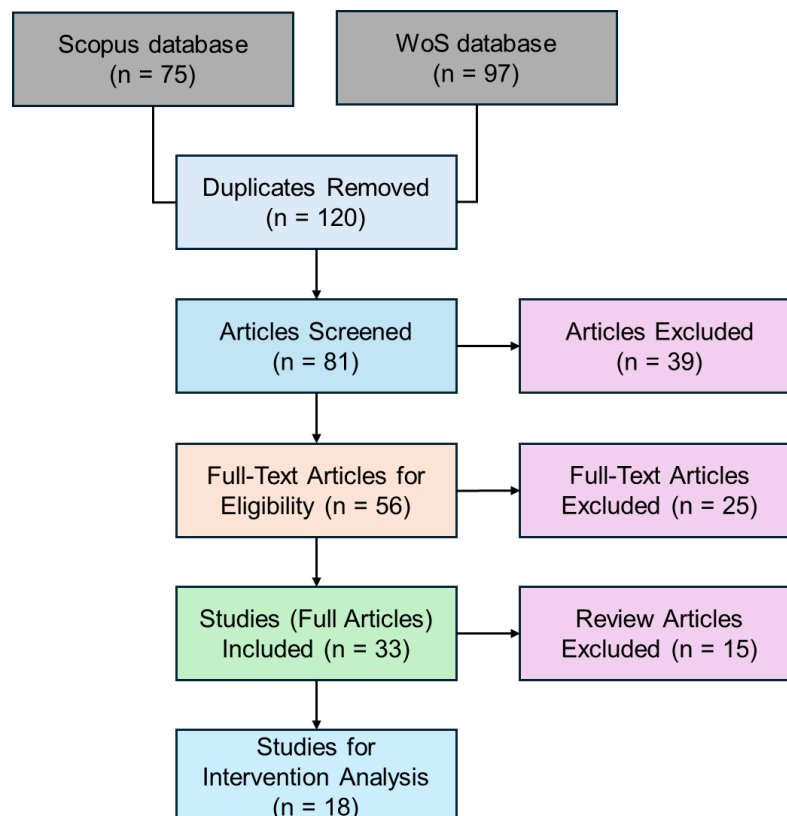 Scopus database
(n = 75)
WoS database
(n = 97)
Duplicates Removed
(n = 120)
Articles Screened
(n = 81)
Articles Excluded
(n = 39)
Full-Text Articles for
Eligibility (n = 56)
Full-Text Articles
Excluded (n = 25)
Studies (Full Articles)
Included (n = 33)
Review Articles
Excluded (n = 15)
Studies for
Intervention Analysis
(n = 18)